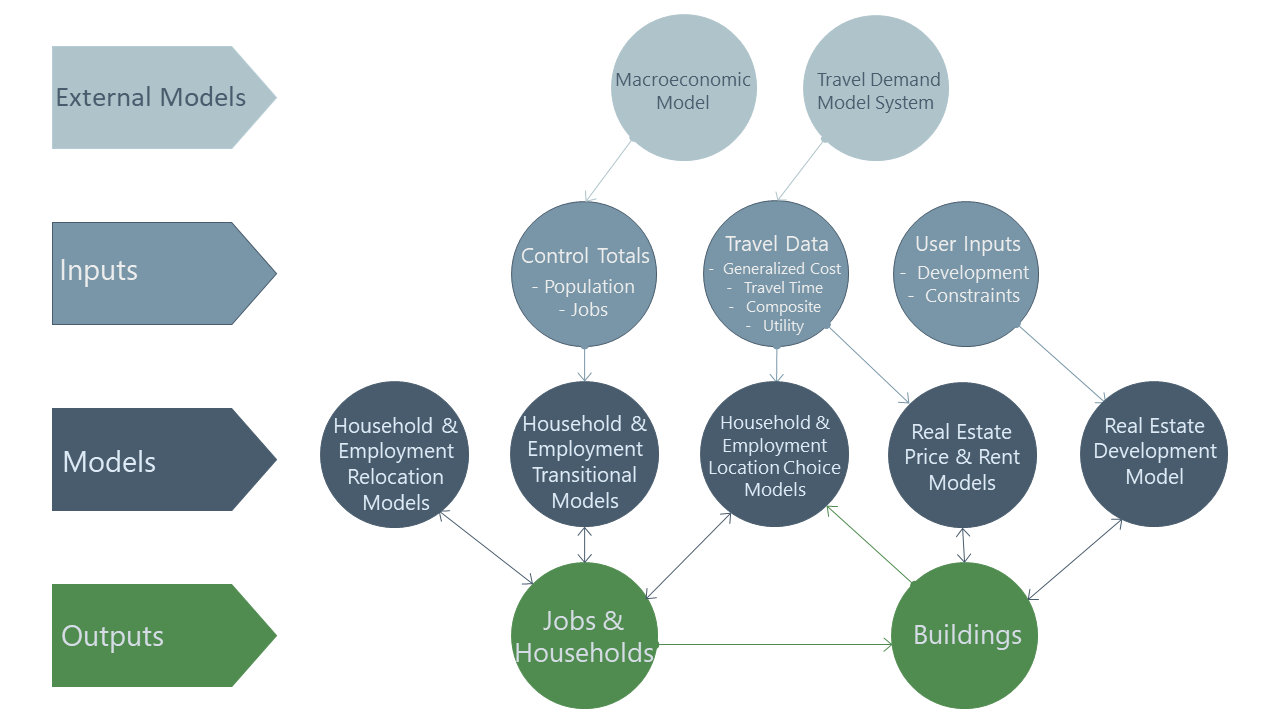 External Models
Macroeconomic
Model
Travel Demand
Model System
Inputs
Control Totals
- Population
- Jobs
Travel Data
- Generalized Cost
- Travel Time
- Composite
- Utility
User Inputs
- Development
- Constraints
Models
Household &
Employment
Relocation
Models
Household &
Employment
Transitional
Models
Household &
Employment
Location Choice
Models
Real Estate
Price & Rent
Models
Real Estate
Development
Model
Outputs
Jobs &
Households
Buildings